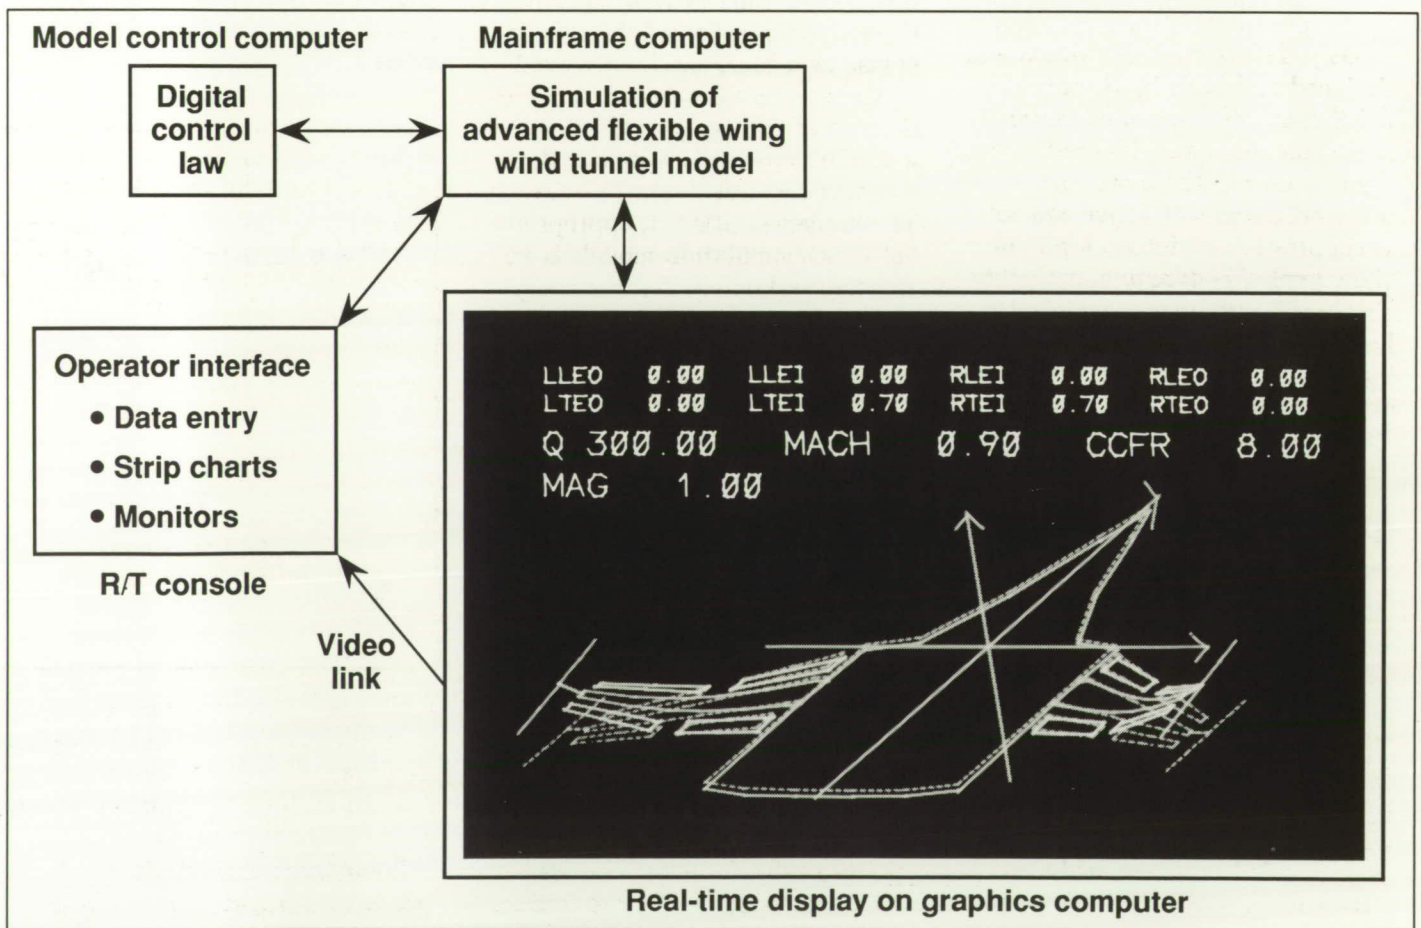 Model control computer
Mainframe computer
Digital
control
law
Simulation of
advanced flexible wing
wind tunnel model
Operator interface
• Data entry
• Strip charts
• Monitors
R/T console
Video
link
LLEO 0.00 LLEI 0.00 RLEI 0.00 RLEO 0.00
LTEO 0.00 LTEI 0.70 RTEI 0.70 RTEO 0.00
Q 300.00 MACH 0.90 CCFR 8.00
MAG 1.00
Real-time display on graphics computer